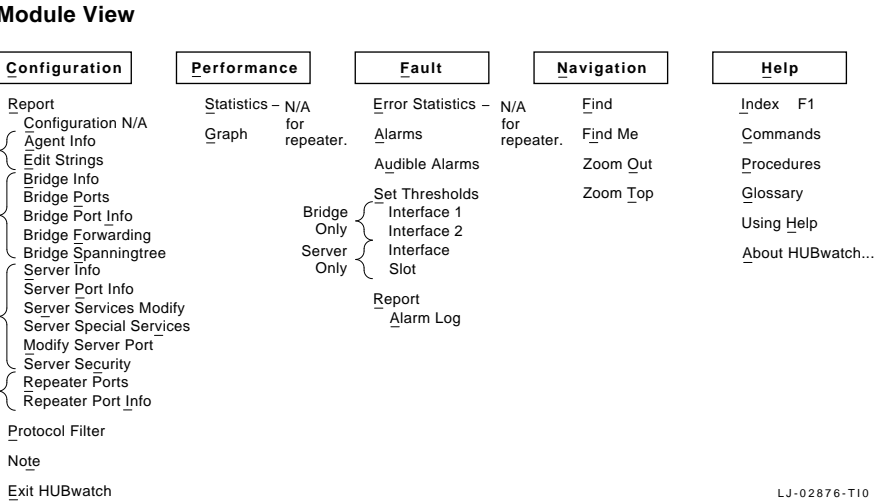 Module View
Configuration
Report
Configuration N/A
Agent Info
Edit Strings
Bridge Info
Bridge Ports
Bridge Port Info
Bridge Forwarding
Bridge Spanningtree
Server Info
Server Port Info
Server Services Modify
Server Special Services
Modify Server Port
Server Security
Repeater Ports
Repeater Port Info
Protocol Filter
Note
Exit HUBwatch
Performance
Statistics – N/A
for
repeater.
Graph
Fault
Error Statistics – N/A
for
repeater.
Alarms
Audible Alarms
Set Thresholds
Bridge
Only
Interface 1
Interface 2
Server
Only
Interface
Slot
Report
Alarm Log
Navigation
Find
Find Me
Zoom Out
Zoom Top
Help
Index F1
Commands
Procedures
Glossary
Using Help
About HUBwatch...
LJ-02876-TI0